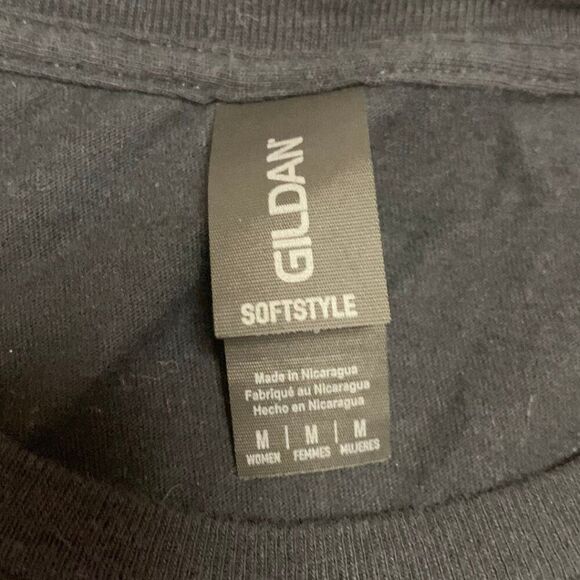 GILDAN
SOFTSTYLE
Made in Nicaragua
Fabriqué au Nicaragua
Hecho en Nicaragua
M | M | M
WOMEN FEMMES MUJERES